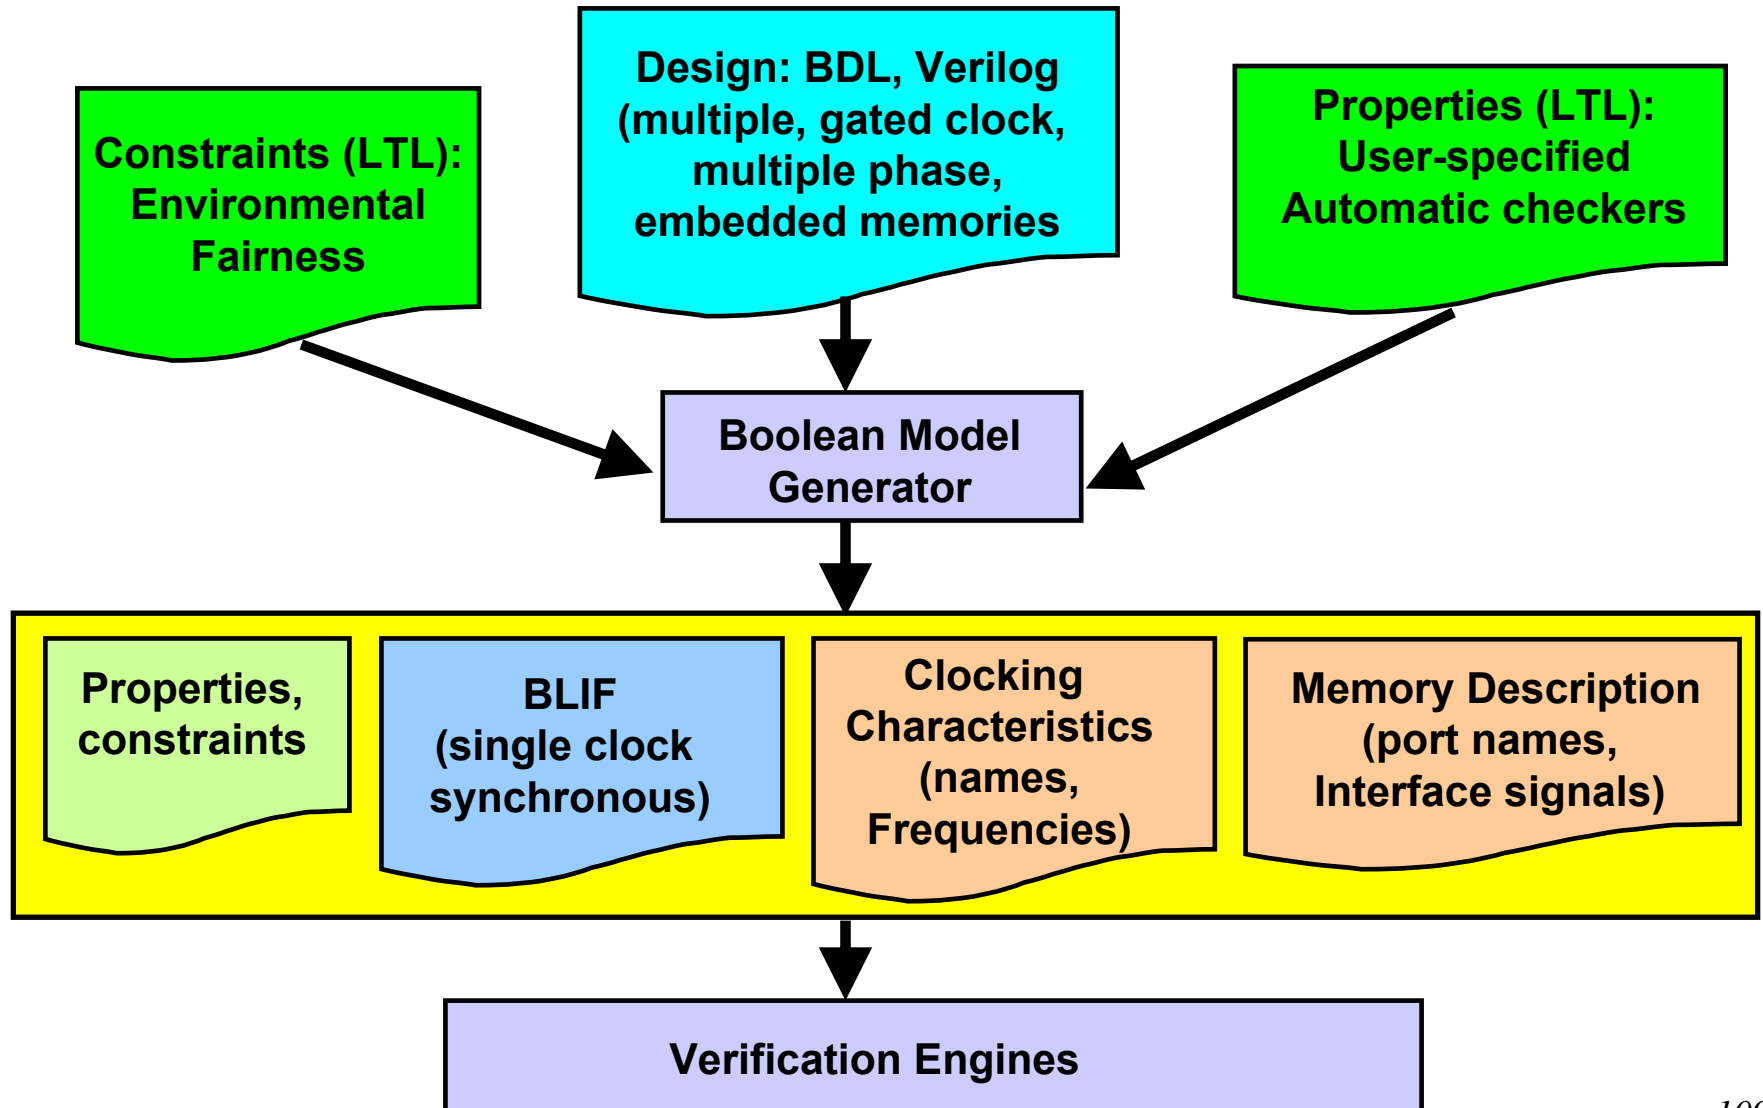 Design: BDL, Verilog
(multiple, gated clock,
multiple phase,
embedded memories
Constraints (LTL):
Environmental
Fairness
Properties (LTL):
User-specified
Automatic checkers
Boolean Model
Generator
Properties,
constraints
BLIF
(single clock
synchronous)
Clocking
Characteristics
(names,
Frequencies)
Memory Description
(port names,
Interface signals)
Verification Engines